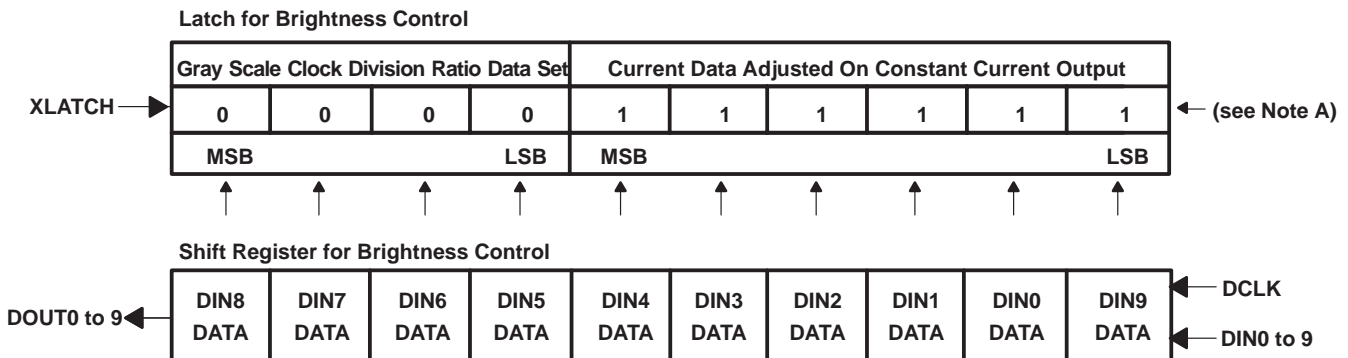 Latch for Brightness Control
Gray Scale Clock Division Ratio Data Set Current Data Adjusted On Constant Current Output
XLATCH 0 0 0 0 1 1 1 1 1 1 (see Note A)
MSB LSB MSB LSB
Shift Register for Brightness Control
DIN8 DIN7 DIN6 DIN5 DIN4 DIN3 DIN2 DIN1 DIN0 DIN9 DCLK
DOUT0 to 9
DATA DATA DATA DATA DATA DATA DATA DATA DATA DATA DIN0 to 9